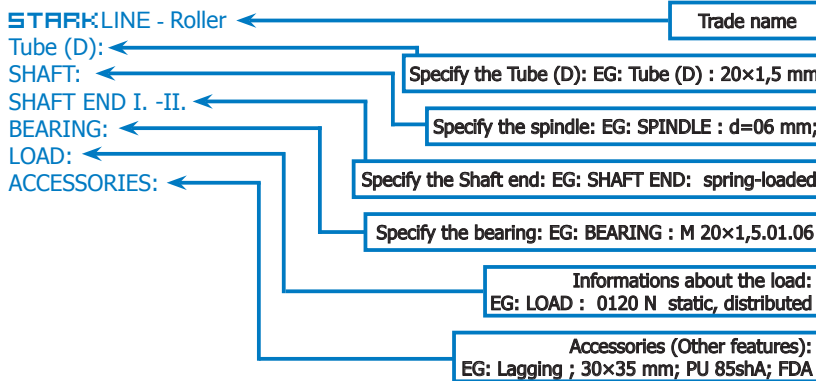 STARKLINE - Roller
Trade name
Tube (D):
Specify the Tube (D): EG: Tube (D) : 20×1,5 mm
SHAFT:
Specify the spindle: EG: SPINDLE : d=06 mm;
SHAFT END I. -II.
Specify the Shaft end: EG: SHAFT END: spring-loaded
BEARING:
Specify the bearing: EG: BEARING : M 20×1,5.01.06
LOAD:
Informations about the load:
EG: LOAD : 0120 N static, distributed
ACCESSORIES:
Accessories (Other features):
EG: Lagging ; 30×35 mm; PU 85shA; FDA